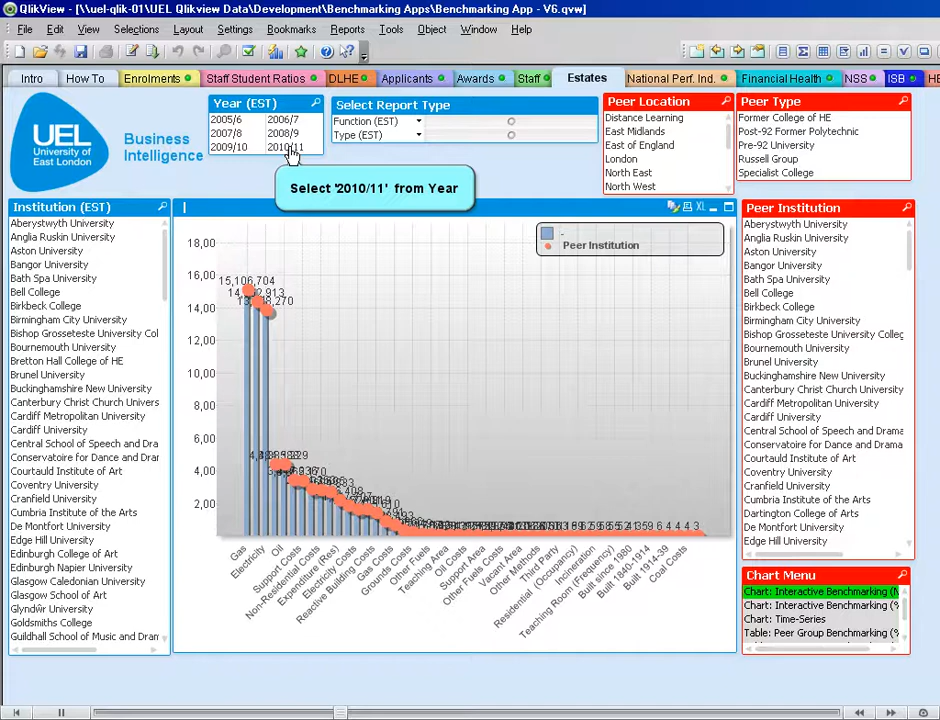 QlikView - [\\uel-qlik-01\UEL Qlikview Data\Development\Benchmarking Apps\Benchmarking App - V6.qvw]
File Edit View Selections Layout Settings Bookmarks Reports Tools Object Window Help
Intro How To Enrolments Staff Student Ratios DLHE Applicants Awards Staff Estates National Perf. Ind. Financial Health NSS ISB HE
UEL
University of
East London
Business
Intelligence
Year (EST)
2005/6 2006/7
2007/8 2008/9
2009/10 2010/11
Select Report Type
Function (EST)
Type (EST)
Peer Location
Distance Learning
East Midlands
East of England
London
North East
North West
Peer Type
Former College of HE
Post-92 Former Polytechnic
Pre-92 University
Russell Group
Specialist College
Select '2010/11' from Year
Institution (EST)
Aberystwyth University
Anglia Ruskin University
Aston University
Bangor University
Bath Spa University
Bell College
Birkbeck College
Birmingham City University
Bishop Grosseteste University Col
Bournemouth University
Bretton Hall College of HE
Brunel University
Buckinghamshire New University
Canterbury Christ Church Univers
Cardiff Metropolitan University
Cardiff University
Central School of Speech and Dra
Conservatoire for Dance and Dra
Courtauld Institute of Art
Coventry University
Cranfield University
Cumbria Institute of the Arts
De Montfort University
Edge Hill University
Edinburgh College of Art
Edinburgh Napier University
Glasgow Caledonian University
Glasgow School of Art
Glyndŵr University
Goldsmiths College
Guildhall School of Music and Dran
XL
-
Peer Institution
18,00
16,00
14,00
12,00
10,00
8,00
6,00
4,00
2,00
15,106,704
Gas
Electricity
Oil
Support Costs
Non-Residential Costs
Expenditure (Res)
Electricity Costs
Reactive Building Costs
Gas Costs
Grounds Costs
Other Fuels
Teaching Area
Oil Costs
Support Area
Other Fuels Costs
Vacant Area
Other Methods
Third Party
Residential (Occupancy)
Incineration
Teaching Room (Frequency)
Built since 1980
Built 1840-1914
Built 1914-39
Coal Costs
Peer Institution
Aberystwyth University
Anglia Ruskin University
Aston University
Bangor University
Bath Spa University
Bell College
Birkbeck College
Birmingham City University
Bishop Grosseteste University Colleg
Bournemouth University
Brunel University
Buckinghamshire New University
Canterbury Christ Church University
Cardiff Metropolitan University
Cardiff University
Central School of Speech and Drama
Conservatoire for Dance and Drama
Courtauld Institute of Art
Coventry University
Cranfield University
Cumbria Institute of the Arts
Dartington College of Arts
De Montfort University
Edge Hill University
Chart Menu
Chart: Interactive Benchmarking (N
Chart: Interactive Benchmarking (%
Chart: Time-Series
Table: Peer Group Benchmarking (